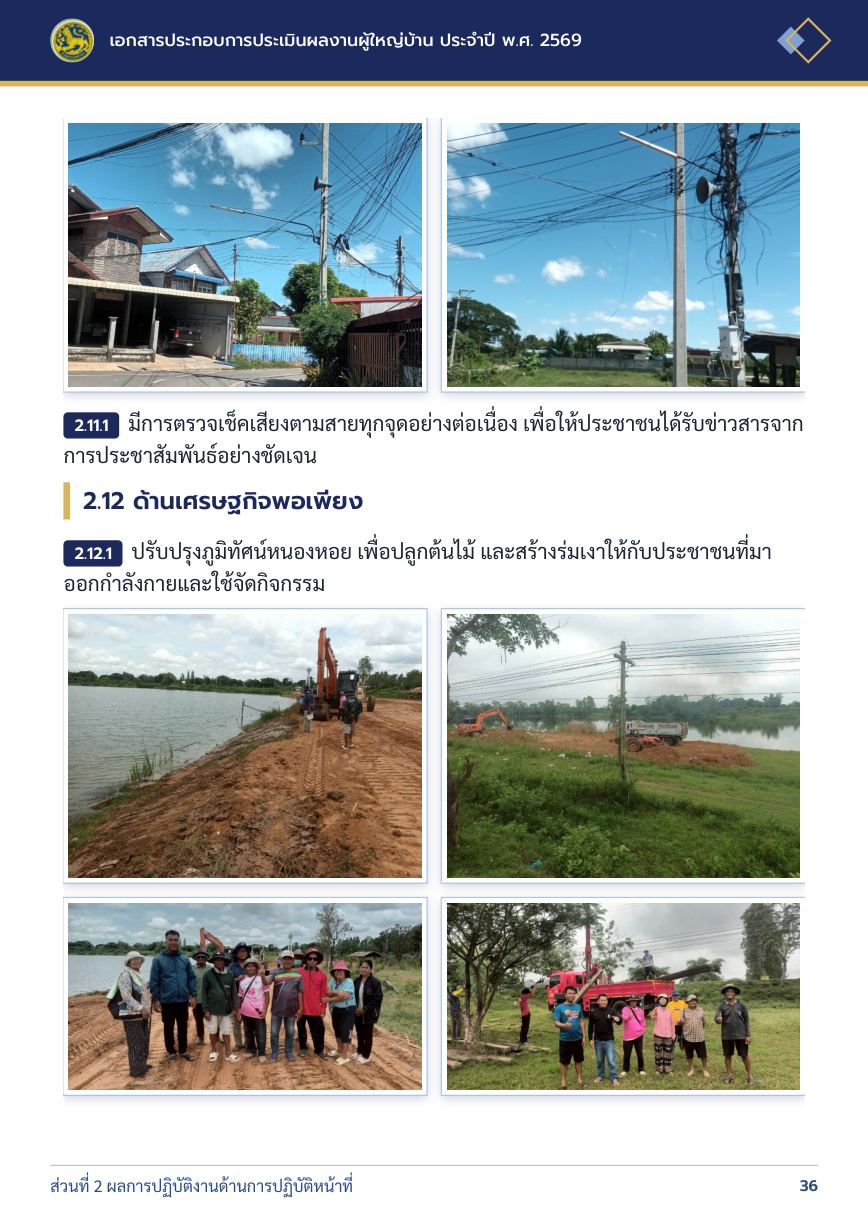 เอกสารประกอบการประเมินผลงานผู้ใหญ่บ้าน ประจำปี พ.ศ. 2569
2.11.1 มีการตรวจเช็คเสียงตามสายทุกจุดอย่างต่อเนื่อง เพื่อให้ประชาชนได้รับข่าวสารจาก
การประชาสัมพันธ์อย่างชัดเจน
2.12 ด้านเศรษฐกิจพอเพียง
2.12.1 ปรับปรุงภูมิทัศน์หนองหอย เพื่อปลูกต้นไม้ และสร้างร่มเงาให้กับประชาชนที่มา
ออกกำลังกายและใช้จัดกิจกรรม
ส่วนที่ 2 ผลการปฏิบัติงานด้านการปฏิบัติหน้าที่
36